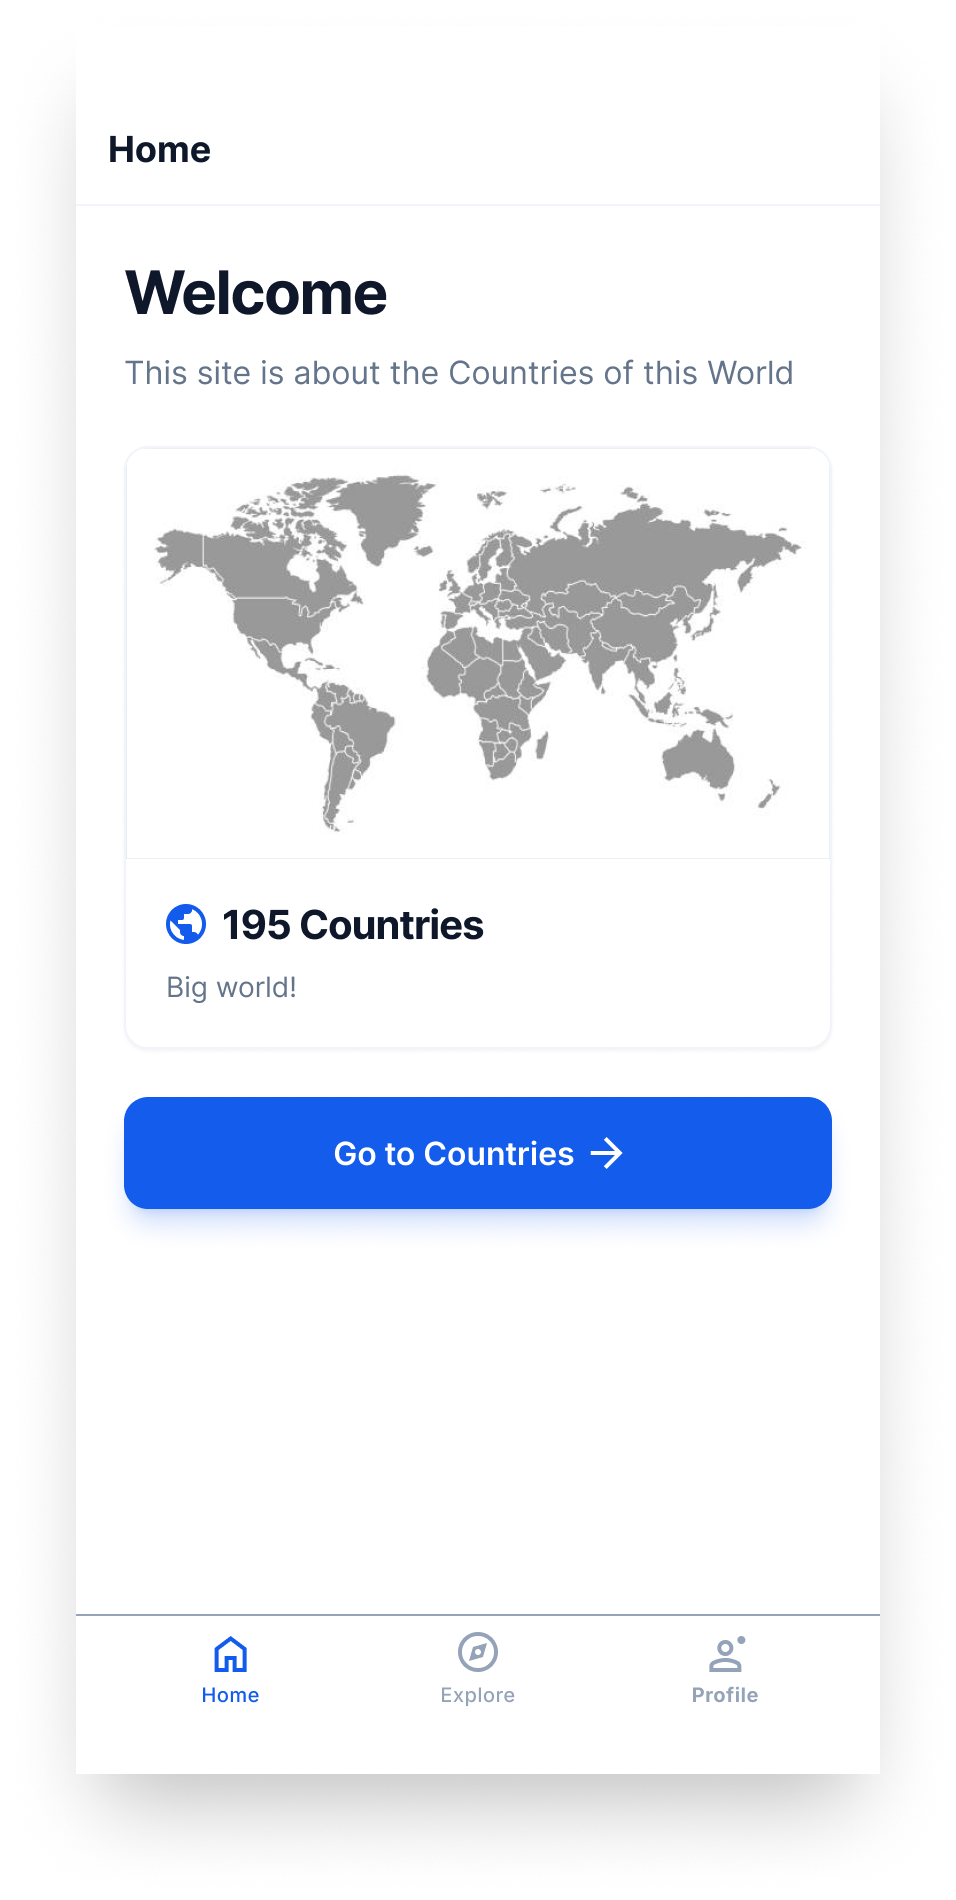 Home
Welcome
This site is about the Countries of this World
195 Countries
Big world!
Go to Countries
Home
Explore
Profile